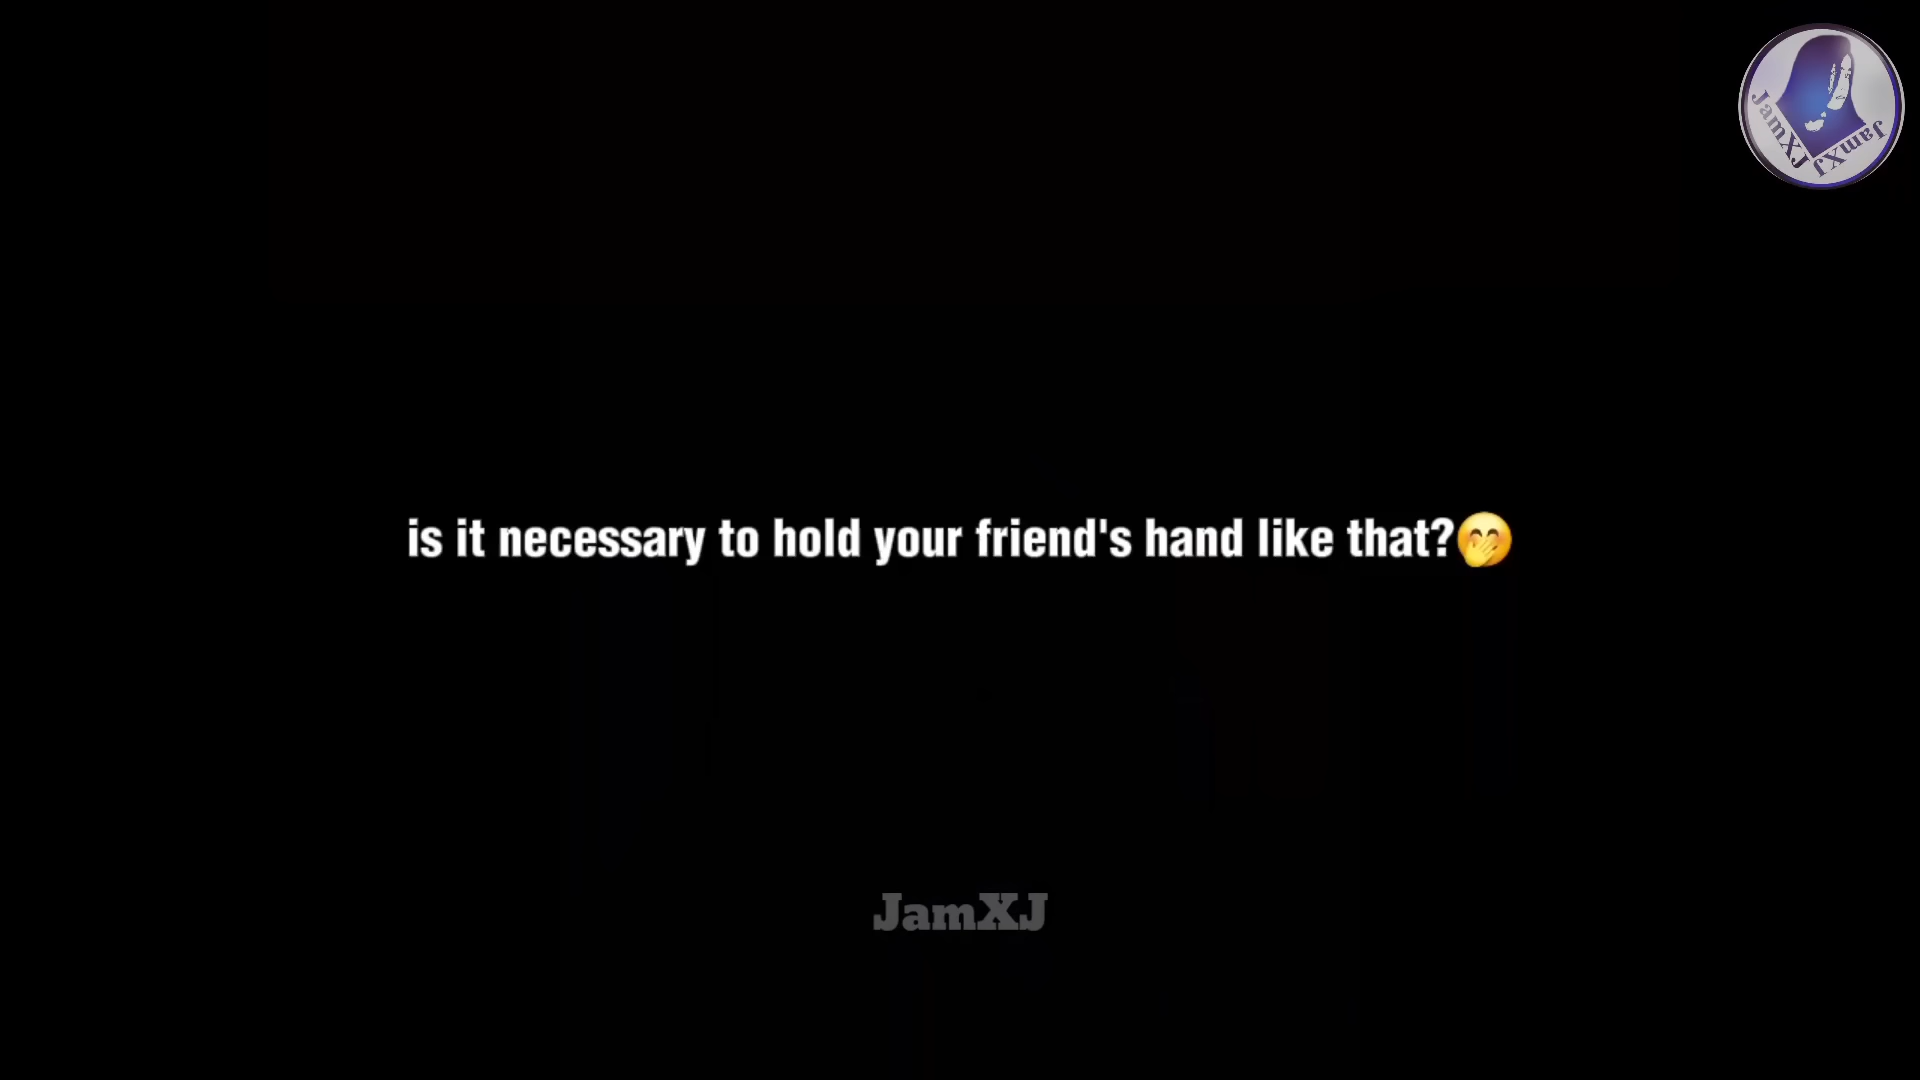 JamXJ JamXJ
is it necessary to hold your friend's hand like that?🤭
JamXJ